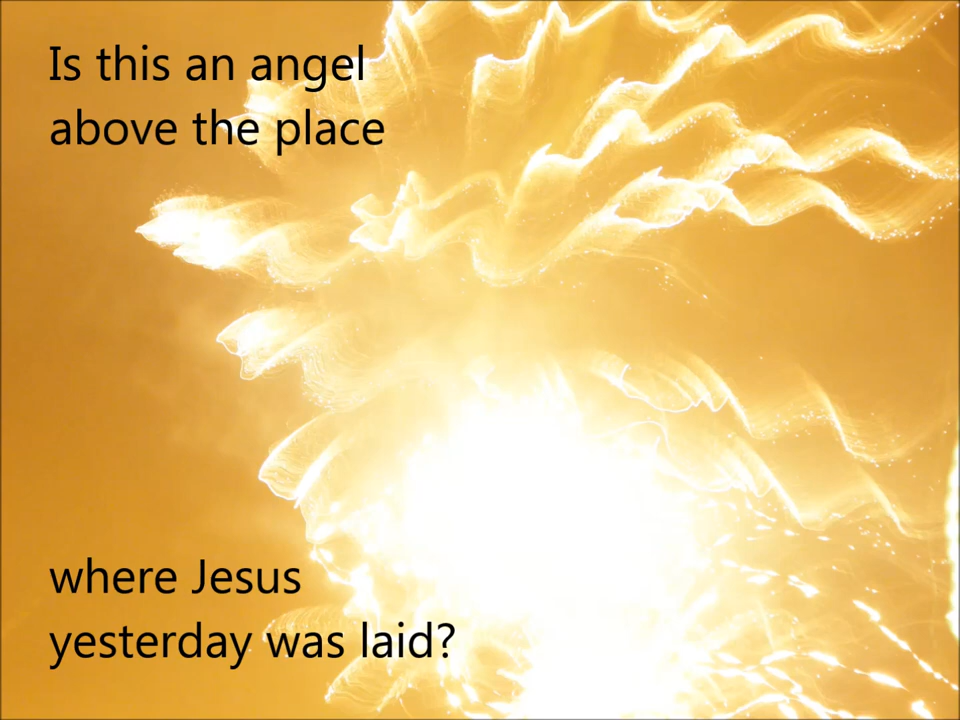 Is this an angel
above the place
where Jesus
yesterday was laid?